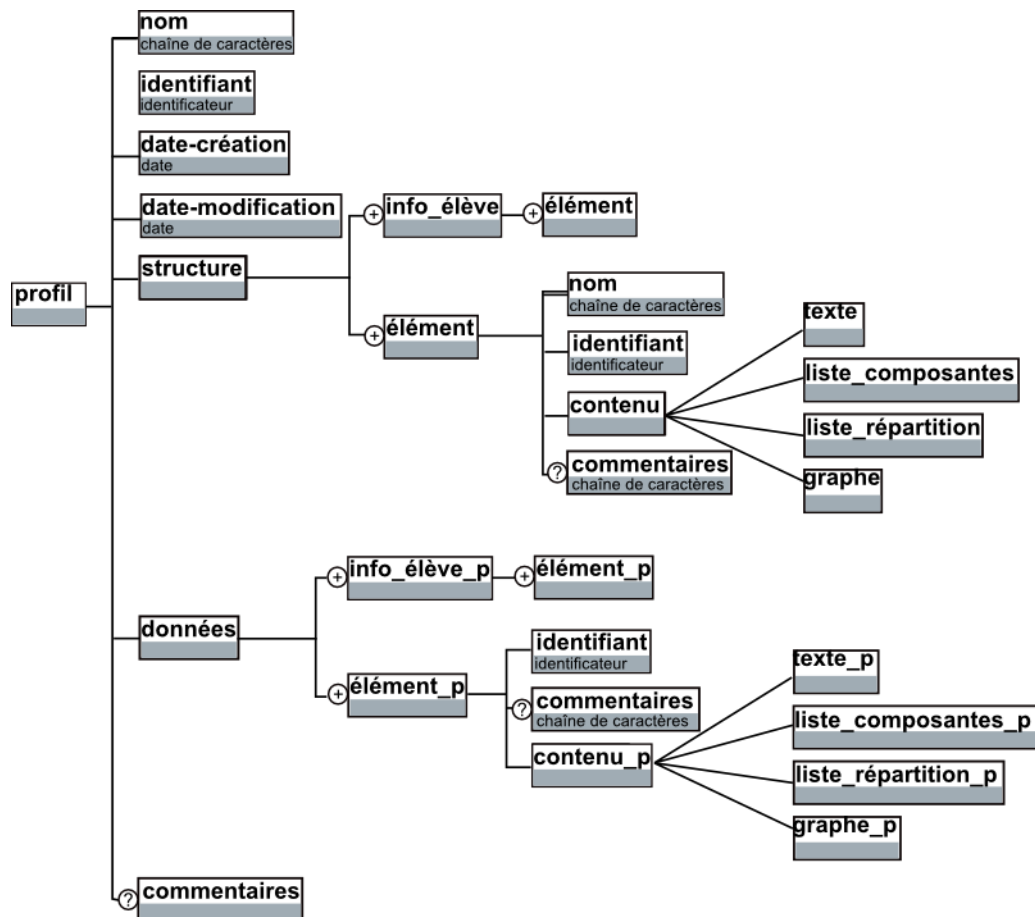 nom
chaîne de caractères
identifiant
identificateur
date-création
date
date-modification
date
structure
profil
+
info_élève
+
élément
+
élément
nom
chaîne de caractères
identifiant
identificateur
contenu
?
commentaires
chaîne de caractères
texte
liste_composantes
liste_répartition
graphe
données
+
info_élève_p
+
élément_p
+
élément_p
identifiant
identificateur
?
commentaires
chaîne de caractères
contenu_p
texte_p
liste_composantes_p
liste_répartition_p
graphe_p
?
commentaires